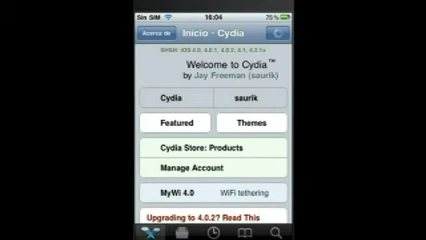 Sin SIM 16:04 75%
Acerca de Inicio · Cydia
SHSH: iOS 4.0, 4.0.1, 4.0.2, 4.1, 4.2.1+
Welcome to Cydia™
by Jay Freeman (saurik)
Cydia saurik
Featured Themes
Cydia Store: Products
Manage Account
MyWi 4.0 WiFi tethering
Upgrading to 4.0.2? Read This